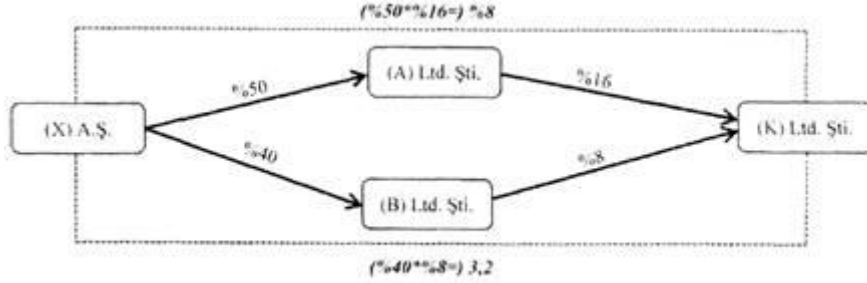 (%50*%16=) %8
(A) Ltd. Şti.
%50
%16
(X) A.Ş.
(K) Ltd. Şti.
%40
%8
(B) Ltd. Şti.
(%40*%8=) 3,2